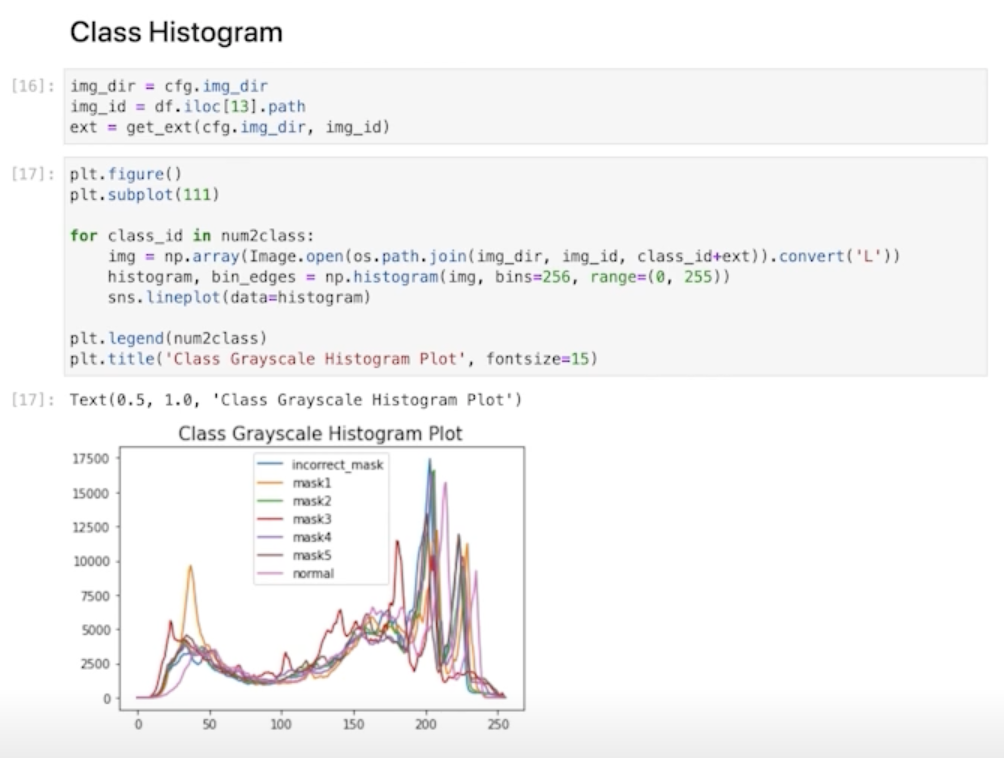 Class Histogram
[16]: img_dir = cfg.img_dir
img_id = df.iloc[13].path
ext = get_ext(cfg.img_dir, img_id)
[17]: plt.figure()
plt.subplot(111)
for class_id in num2class:
    img = np.array(Image.open(os.path.join(img_dir, img_id, class_id+ext)).convert('L'))
    histogram, bin_edges = np.histogram(img, bins=256, range=(0, 255))
    sns.lineplot(data=histogram)
plt.legend(num2class)
plt.title('Class Grayscale Histogram Plot', fontsize=15)
[17]: Text(0.5, 1.0, 'Class Grayscale Histogram Plot')
Class Grayscale Histogram Plot
17500
15000
12500
10000
7500
5000
2500
0
incorrect_mask
mask1
mask2
mask3
mask4
mask5
normal
0 50 100 150 200 250